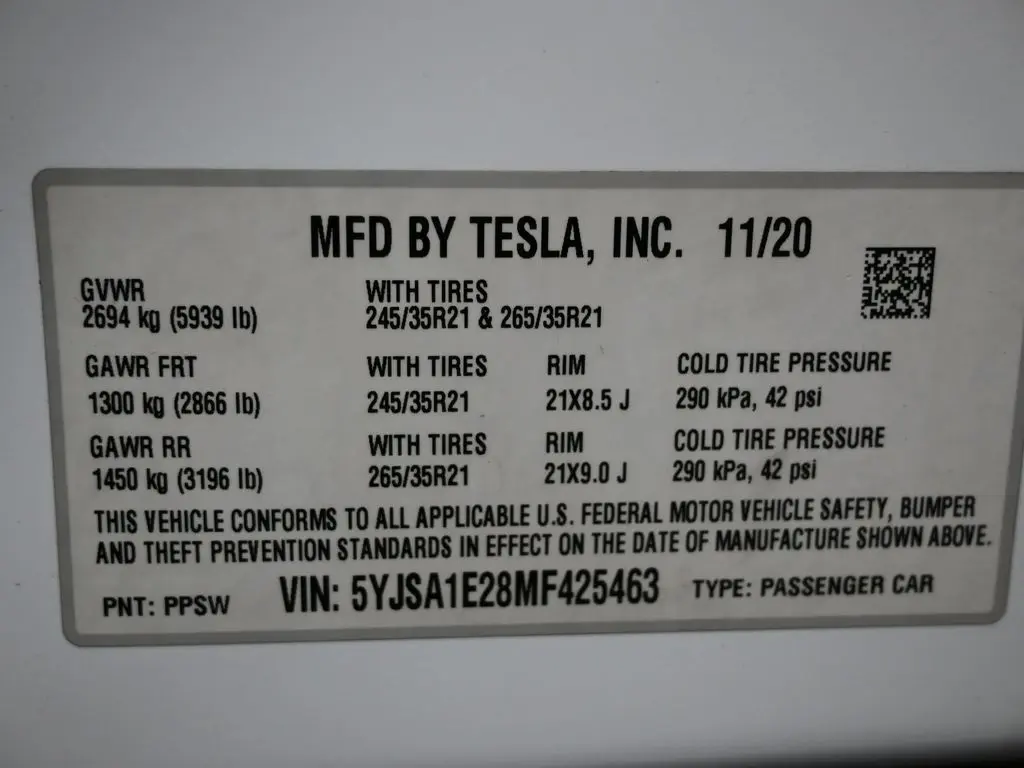 MFD BY TESLA, INC. 11/20
GVWR WITH TIRES
2694 kg (5939 lb) 245/35R21 & 265/35R21
GAWR FRT WITH TIRES RIM COLD TIRE PRESSURE
1300 kg (2866 lb) 245/35R21 21X8.5 J 290 kPa, 42 psi
GAWR RR WITH TIRES RIM COLD TIRE PRESSURE
1450 kg (3196 lb) 265/35R21 21X9.0 J 290 kPa, 42 psi
THIS VEHICLE CONFORMS TO ALL APPLICABLE U.S. FEDERAL MOTOR VEHICLE SAFETY, BUMPER
AND THEFT PREVENTION STANDARDS IN EFFECT ON THE DATE OF MANUFACTURE SHOWN ABOVE.
PNT: PPSW VIN: 5YJSA1E28MF425463 TYPE: PASSENGER CAR